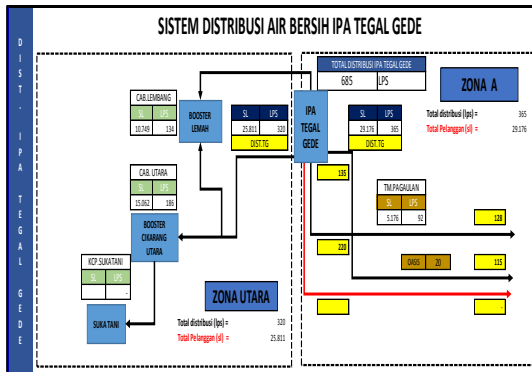 SISTEM DISTRIBUSI AIR BERSIH IPA TEGAL GEDE
DIST. IPA TEGAL GEDE
TOTAL DISTRIBUSI IPA TEGAL GEDE
685 LPS
ZONA A
Total distribusi (lps) = 365
Total Pelanggan (sl) = 29.176
CAB.LEMBANG
SL LPS
10.749 134
BOOSTER
LEMAH
SL LPS
25.811 320
DIST.TG
IPA
TEGAL
GEDE
SL LPS
29.176 365
DIST.TG
135
CAB. UTARA
SL LPS
15.062 186
TM.PAGAULAN
SL LPS
5.176 92
128
BOOSTER
CIKARANG
UTARA
220
KCP.SUKATANI
SL LPS
-
OASIS 20
115
ZONA UTARA
SUKATANI
Total distribusi (lps) = 320
Total Pelanggan (sl) = 25.811
-